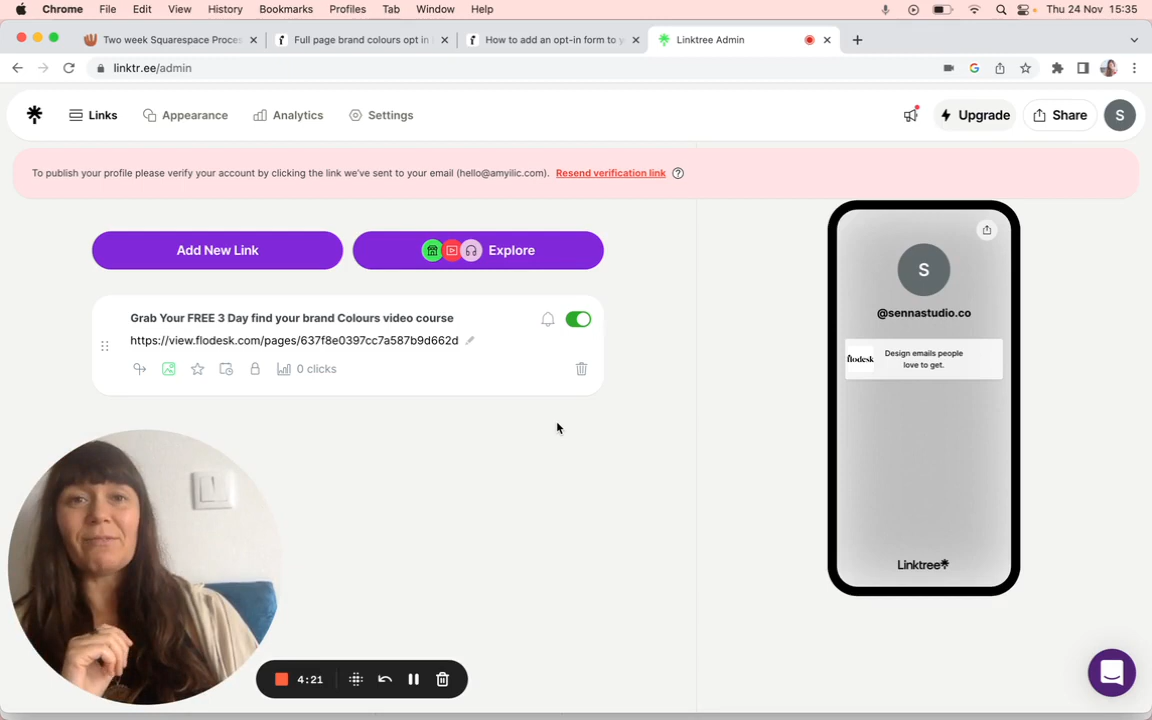 Chrome File Edit View History Bookmarks Profiles Tab Window Help Thu 24 Nov 15:35
Two week Squarespace Proces
Full page brand colours opt in
How to add an opt-in form to y
Linktree Admin
linktr.ee/admin
Links Appearance Analytics Settings Upgrade Share S
To publish your profile please verify your account by clicking the link we've sent to your email (hello@amyilic.com). Resend verification link ?
Add New Link
Explore
Grab Your FREE 3 Day find your brand Colours video course
https://view.flodesk.com/pages/637f8e0397cc7a587b9d662d
0 clicks
S
@sennastudio.co
flodesk
Design emails people
love to get.
Linktree
4:21